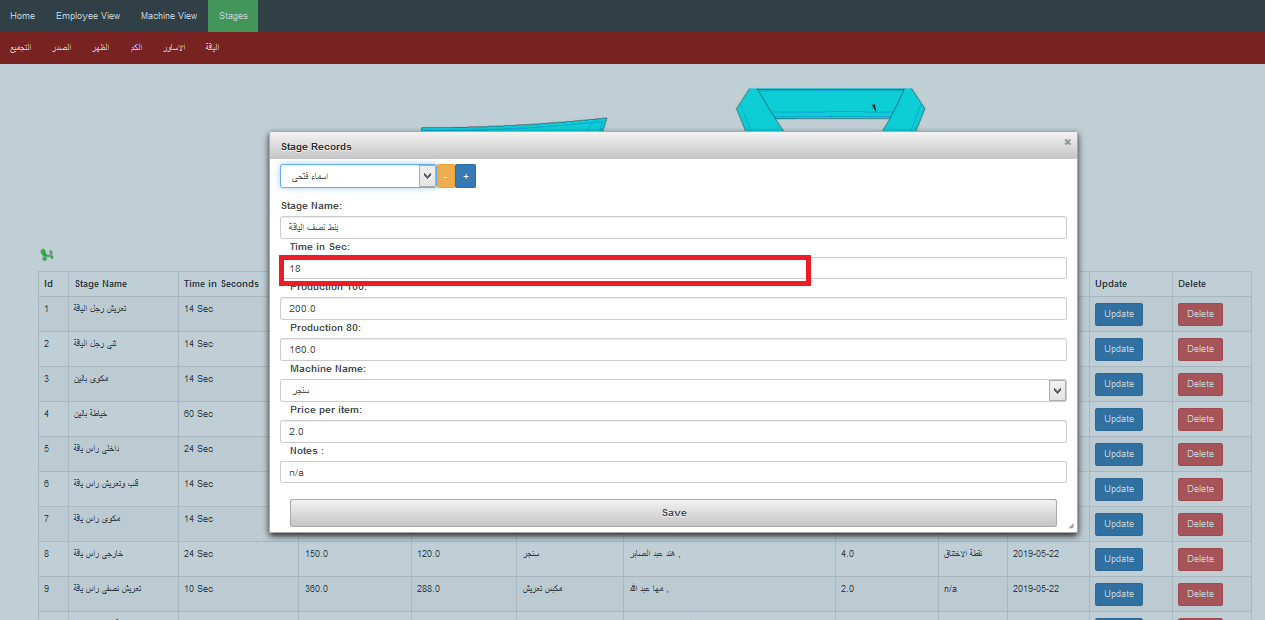 Home Employee View Machine View Stages
التجميع الصدر الظهر الكم الاساور الياقة
Stage Records ×
اسماء فتحى - +
Stage Name:
بنط نصف الياقة
Time in Sec:
18
Production 100:
200.0
Production 80:
160.0
Machine Name:
سنجر
Price per item:
2.0
Notes :
n/a
Save
Id Stage Name Time in Seconds Update Delete
1 تعريش رجل الياقة 14 Sec Update Delete
2 ثنى رجل الياقة 14 Sec Update Delete
3 مكوى بالين 14 Sec Update Delete
4 خياطة بالين 60 Sec Update Delete
5 داخلى راس ياقة 24 Sec Update Delete
6 قلب وتعريش راس ياقة 14 Sec Update Delete
7 مكوى راس ياقة 14 Sec Update Delete
8 خارجى راس ياقة 24 Sec 150.0 120.0 سنجر هند عبد الصابر , 4.0 نقطة الاختناق 2019-05-22 Update Delete
9 تعريش نصفى راس ياقة 10 Sec 360.0 288.0 مكبس تعريش مها عبد الله , 2.0 n/a 2019-05-22 Update Delete